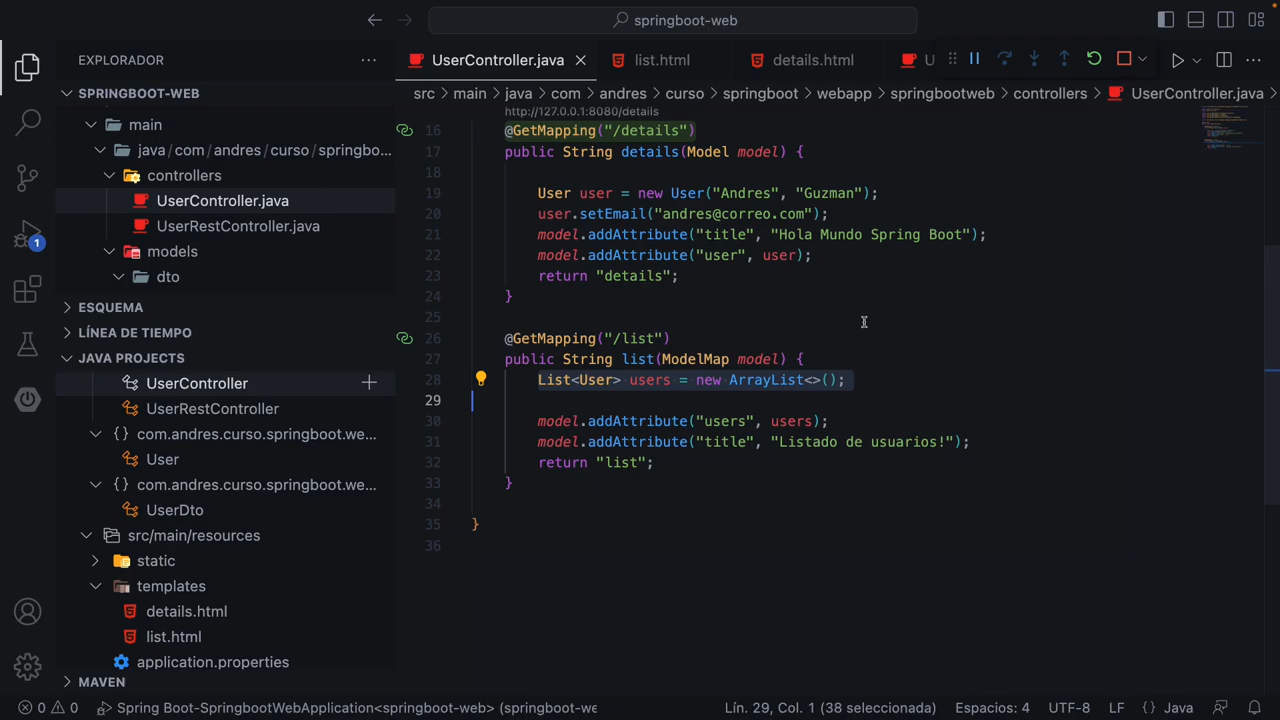 springboot-web
EXPLORADOR
SPRINGBOOT-WEB
main
java/com/andres/curso/springbo...
controllers
UserController.java
UserRestController.java
models
dto
ESQUEMA
LÍNEA DE TIEMPO
JAVA PROJECTS
UserController
UserRestController
com.andres.curso.springboot.we...
User
com.andres.curso.springboot.we...
UserDto
src/main/resources
static
templates
details.html
list.html
application.properties
MAVEN
1
UserController.java
list.html
details.html
U
src > main > java > com > andres > curso > springboot > webapp > springbootweb > controllers > UserController.java >
http://127.0.0.1:8080/details
16 @GetMapping("/details")
17 public String details(Model model) {
18
19 User user = new User("Andres", "Guzman");
20 user.setEmail("andres@correo.com");
21 model.addAttribute("title", "Hola Mundo Spring Boot");
22 model.addAttribute("user", user);
23 return "details";
24 }
25
26 @GetMapping("/list")
27 public String list(ModelMap model) {
28 List<User> users = new ArrayList<>();
29
30 model.addAttribute("users", users);
31 model.addAttribute("title", "Listado de usuarios!");
32 return "list";
33 }
34
35 }
36
0 0 Spring Boot-SpringbootWebApplication<springboot-web> (springboot-we
Lín. 29, Col. 1 (38 seleccionada) Espacios: 4 UTF-8 LF {} Java